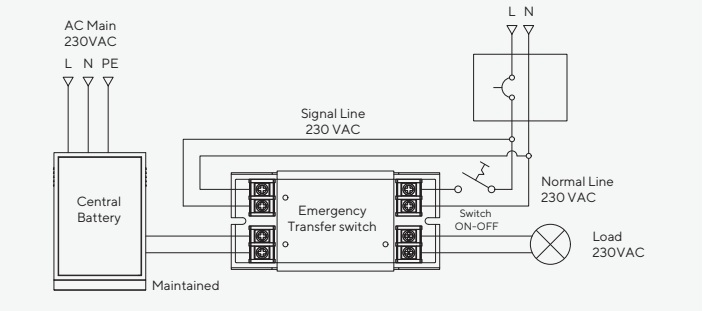 AC Main
230VAC
L N PE
L N
Signal Line
230 VAC
Central
Battery
Emergency
Transfer switch
Switch
ON-OFF
Normal Line
230 VAC
Load
230VAC
Maintained